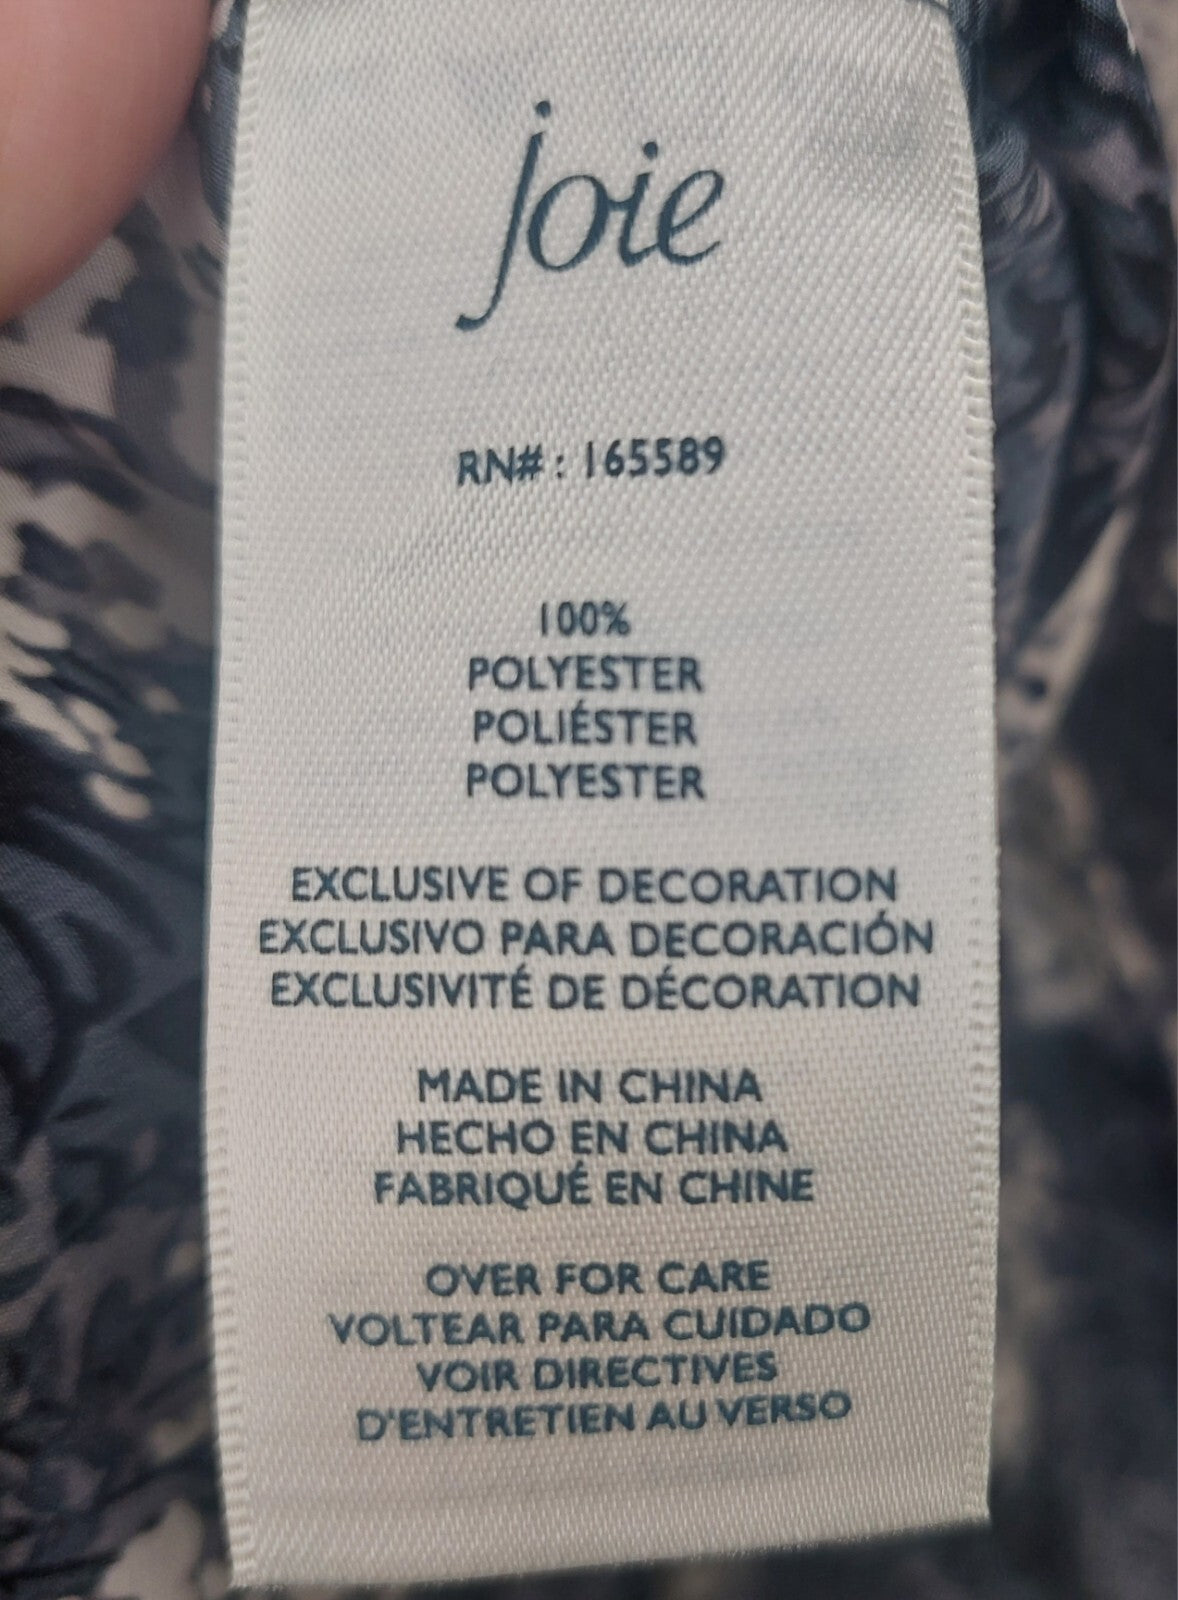 joie
RN#: 165589
100%
POLYESTER
POLIÉSTER
POLYESTER
EXCLUSIVE OF DECORATION
EXCLUSIVO PARA DECORACIÓN
EXCLUSIVITÉ DE DÉCORATION
MADE IN CHINA
HECHO EN CHINA
FABRIQUÉ EN CHINE
OVER FOR CARE
VOLTEAR PARA CUIDADO
VOIR DIRECTIVES
D'ENTRETIEN AU VERSO